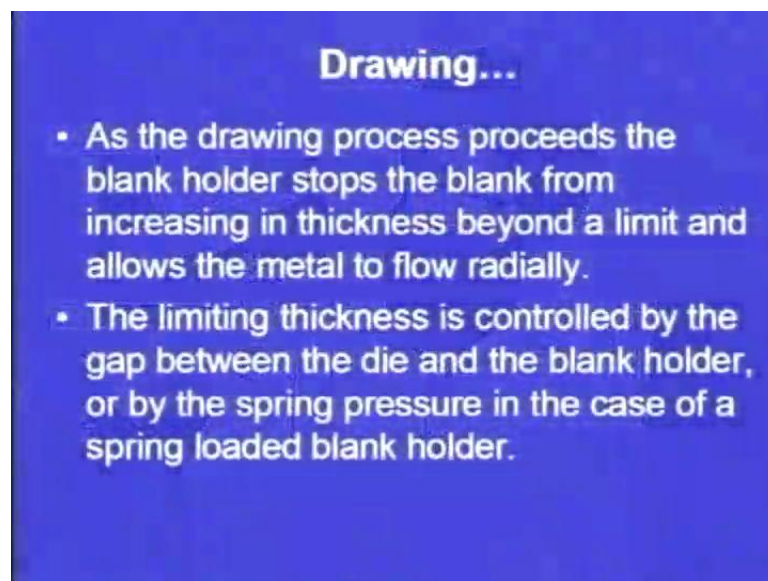 Drawing...
• As the drawing process proceeds the
blank holder stops the blank from
increasing in thickness beyond a limit and
allows the metal to flow radially.
• The limiting thickness is controlled by the
gap between the die and the blank holder,
or by the spring pressure in the case of a
spring loaded blank holder.